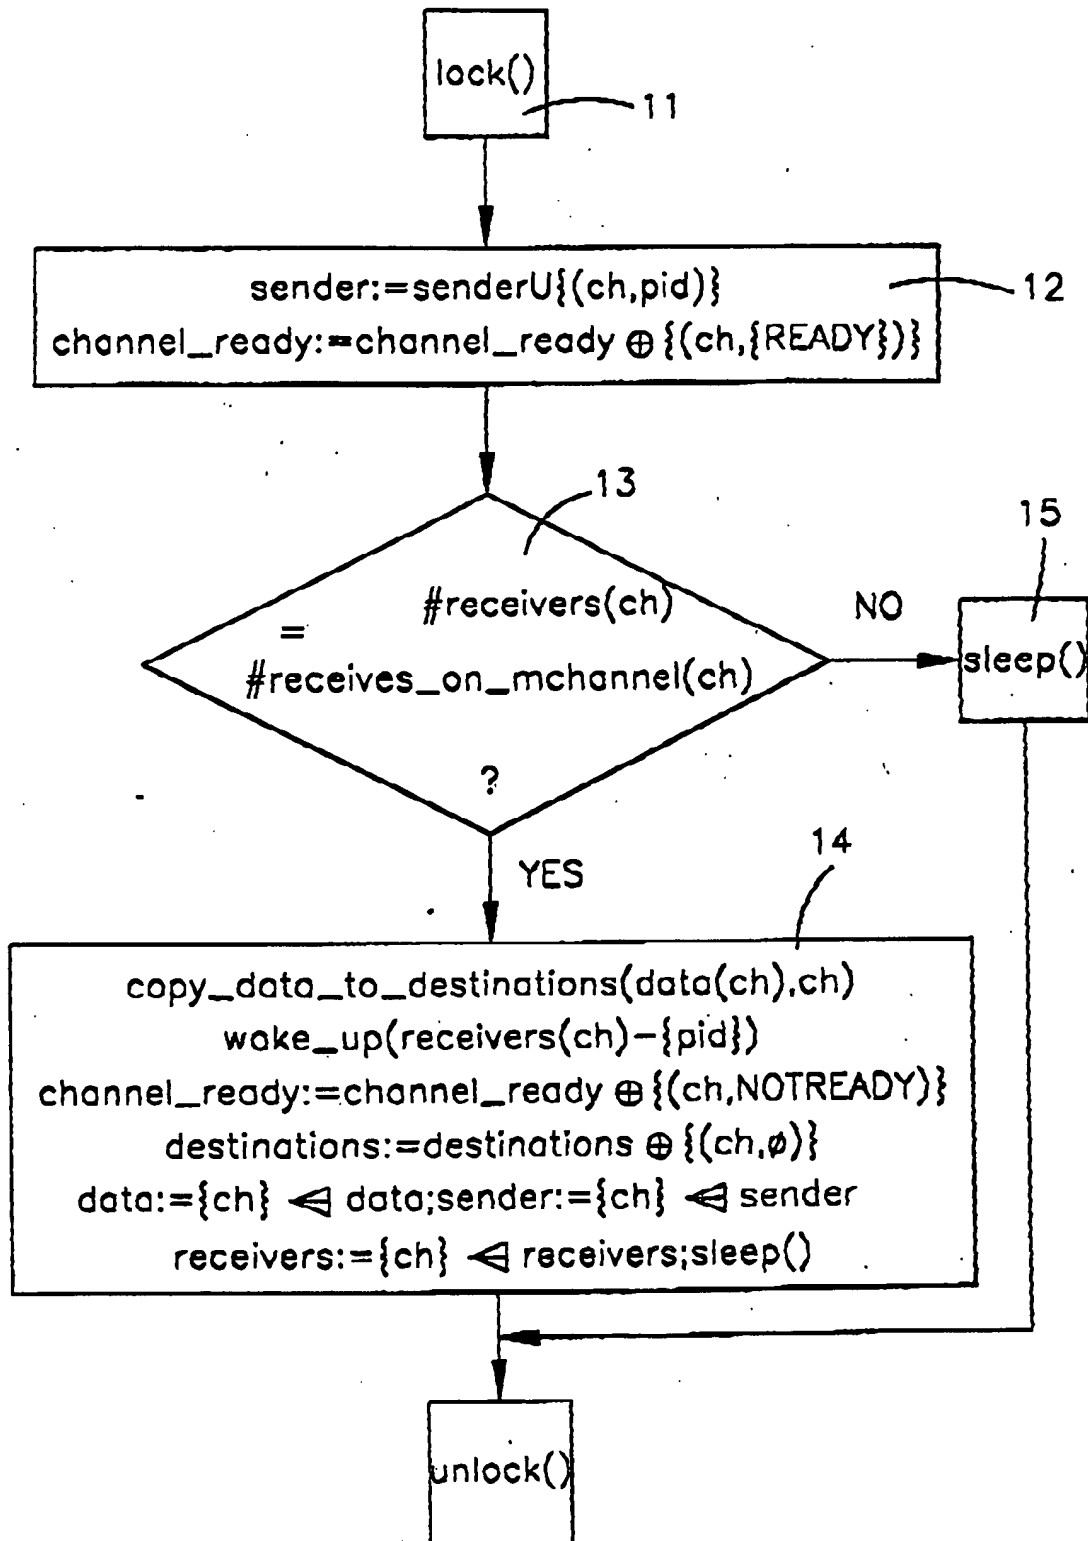 lock()
11
sender:=senderU{(ch,pid)}
channel_ready:=channel_ready ⊕ {(ch,{READY})}
12
13
#receivers(ch)
=
#receives_on_mchannel(ch)
?
NO
15
sleep()
YES
14
copy_data_to_destinations(data(ch),ch)
wake_up(receivers(ch)-{pid})
channel_ready:=channel_ready ⊕ {(ch,NOTREADY)}
destinations:=destinations ⊕ {(ch,ø)}
data:={ch} ⩤ data;sender:={ch} ⩤ sender
receivers:={ch} ⩤ receivers;sleep()
unlock()